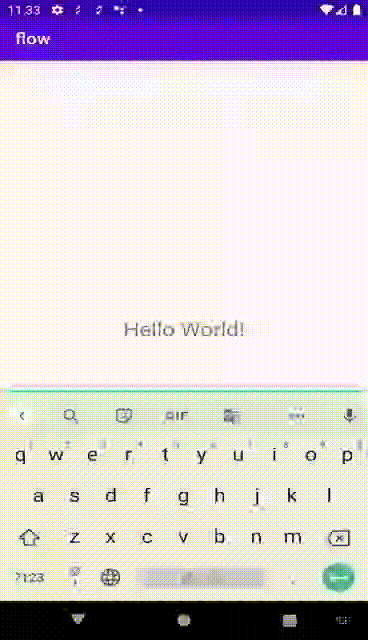 11.33
flow
Hello World!
GIF
q w e r t y u i o p
a s d f g h j k l
z x c v b n m
?123 .